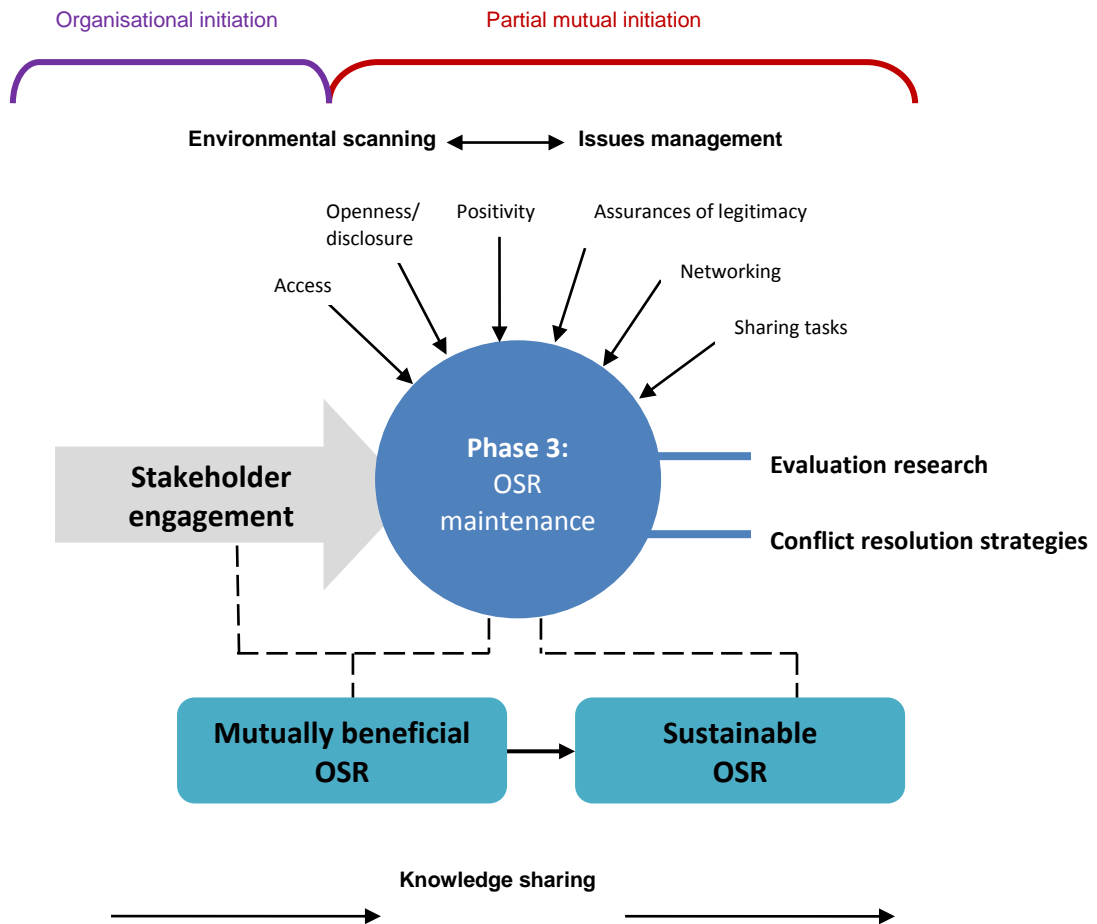 Organisational initiation
Partial mutual initiation
Environmental scanning
Issues management
Openness/
disclosure
Positivity
Assurances of legitimacy
Access
Networking
Sharing tasks
Stakeholder
engagement
Phase 3:
OSR
maintenance
Evaluation research
Conflict resolution strategies
Mutually beneficial
OSR
Sustainable
OSR
Knowledge sharing